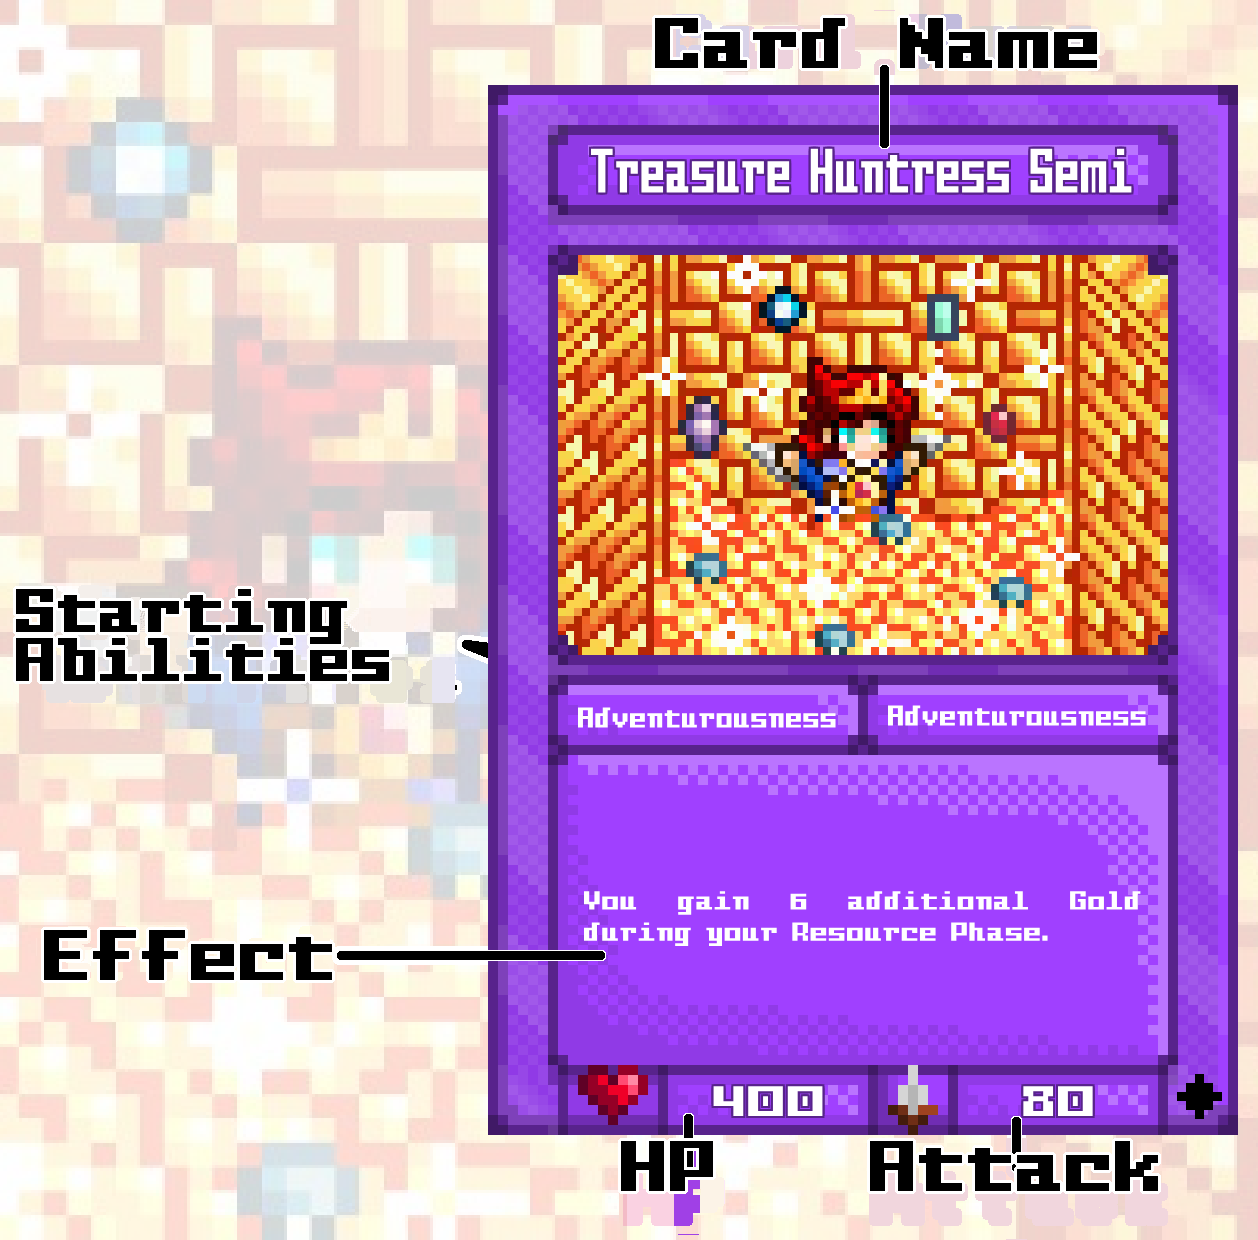 Card Name
Treasure Huntress Semi
Starting
Abilities
Adventurousness Adventurousness
You gain 6 additional Gold
during your Resource Phase.
Effect
400 80
HP Attack